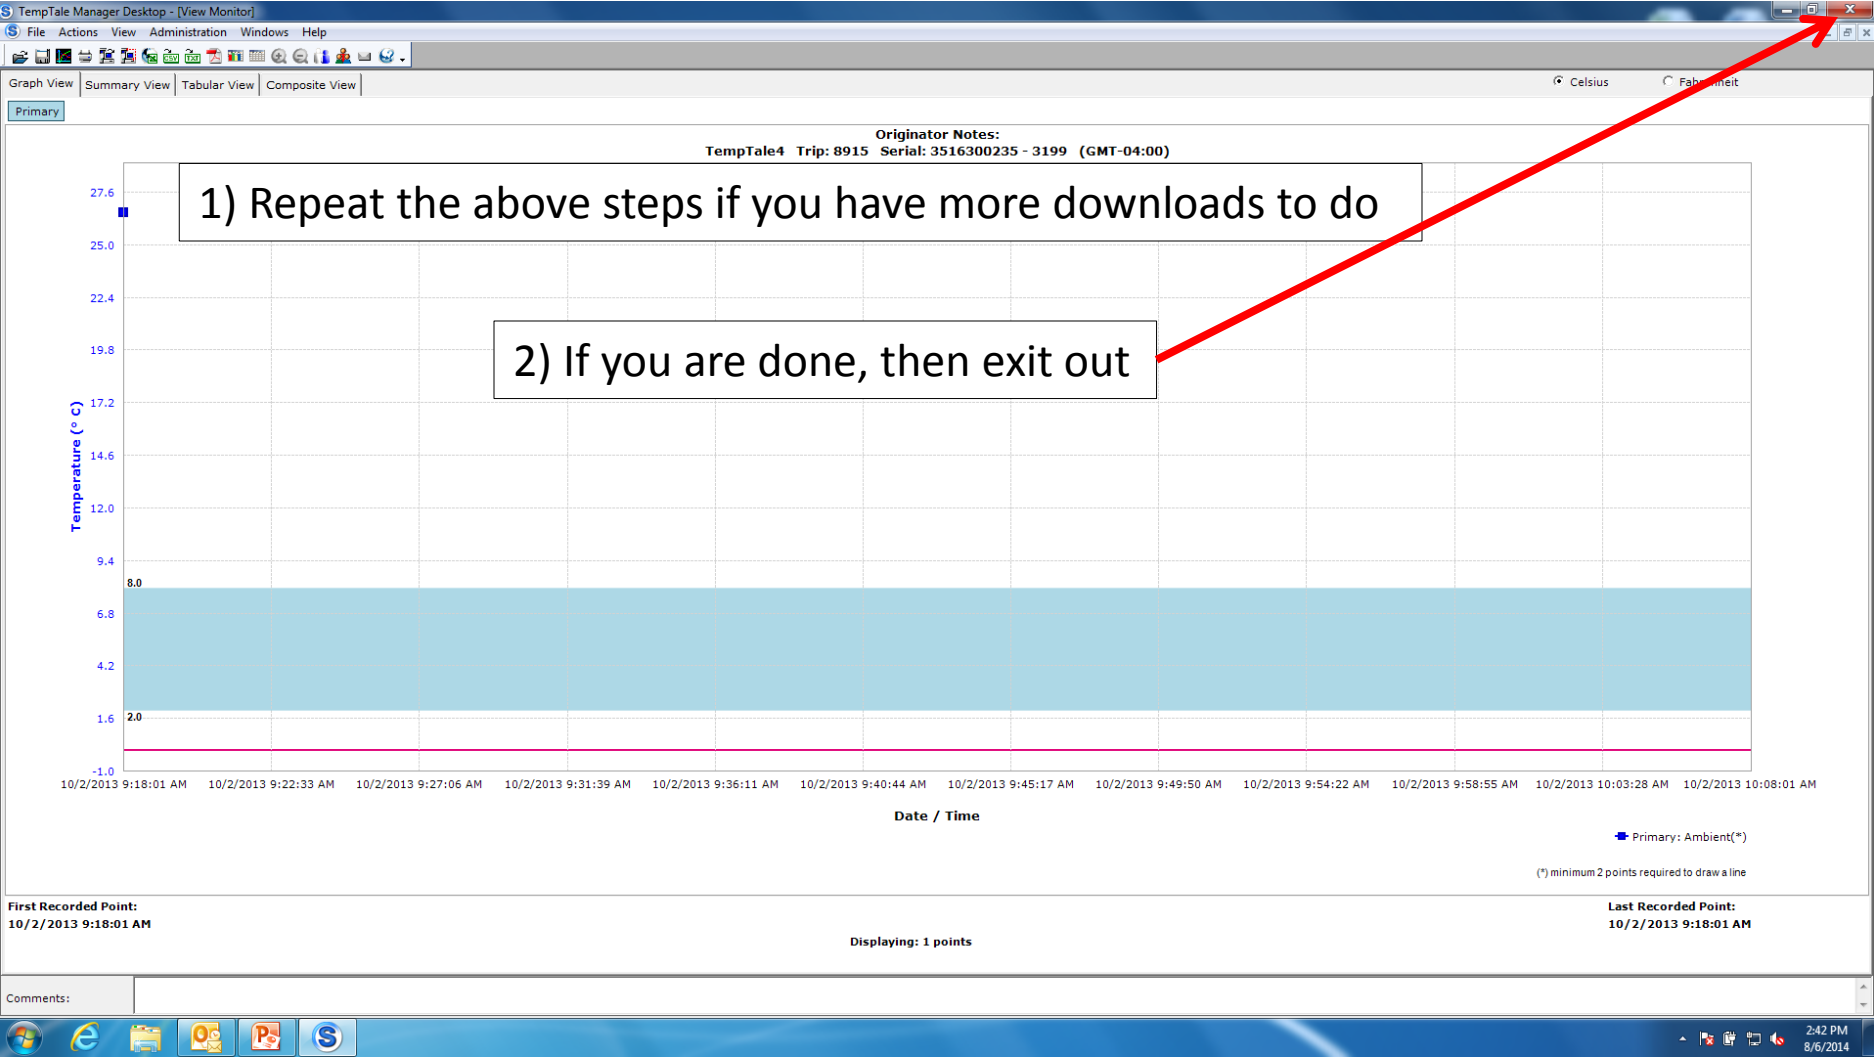 TempTale Manager Desktop - [View Monitor]
File Actions View Administration Windows Help
Graph View Summary View Tabular View Composite View
Celsius Fahrenheit
Primary
Originator Notes:
TempTale4 Trip: 8915 Serial: 3516300235 - 3199 (GMT-04:00)
1) Repeat the above steps if you have more downloads to do
2) If you are done, then exit out
Temperature (° C)
27.6
25.0
22.4
19.8
17.2
14.6
12.0
9.4
8.0
6.8
4.2
2.0
1.6
-1.0
10/2/2013 9:18:01 AM 10/2/2013 9:22:33 AM 10/2/2013 9:27:06 AM 10/2/2013 9:31:39 AM 10/2/2013 9:36:11 AM 10/2/2013 9:40:44 AM 10/2/2013 9:45:17 AM 10/2/2013 9:49:50 AM 10/2/2013 9:54:22 AM 10/2/2013 9:58:55 AM 10/2/2013 10:03:28 AM 10/2/2013 10:08:01 AM
Date / Time
Primary: Ambient(*)
(*) minimum 2 points required to draw a line
First Recorded Point:
10/2/2013 9:18:01 AM
Last Recorded Point:
10/2/2013 9:18:01 AM
Displaying: 1 points
Comments:
2:42 PM
8/6/2014